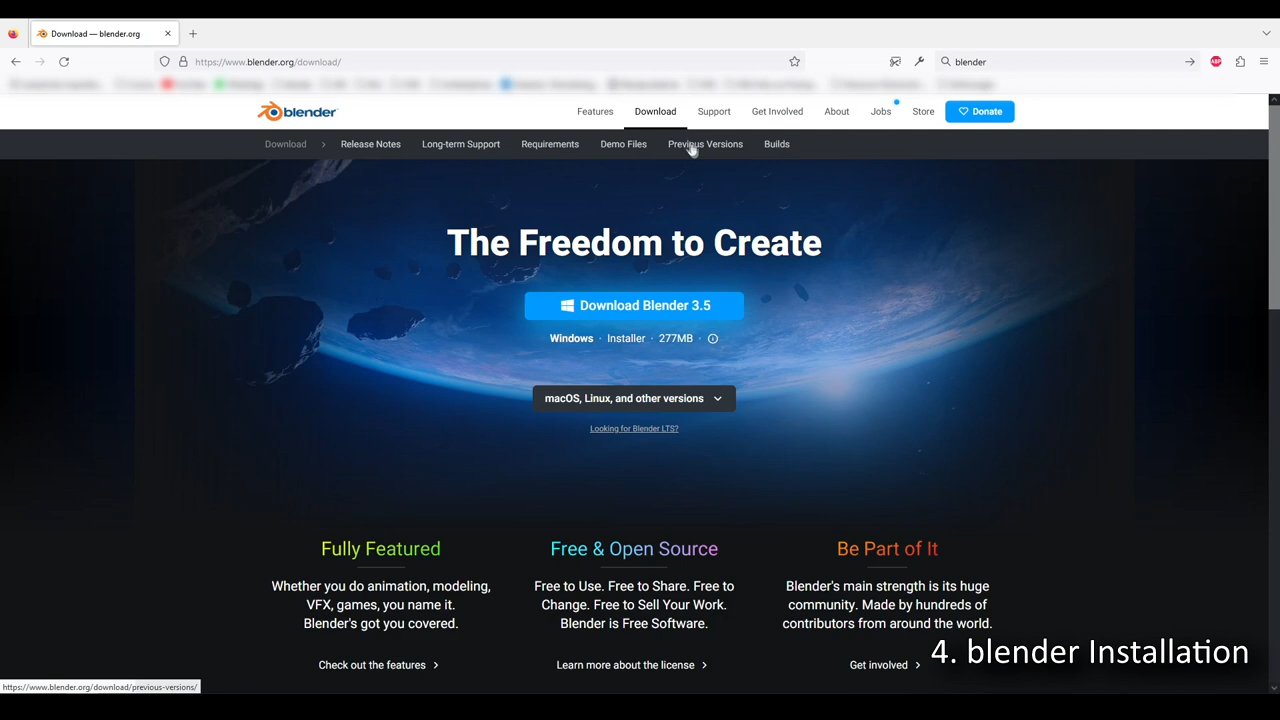 Download — blender.org
https://www.blender.org/download/
blender
ABP
blender
Features
Download
Support
Get Involved
About
Jobs
Store
Donate
Download
Release Notes
Long-term Support
Requirements
Demo Files
Previous Versions
Builds
The Freedom to Create
Download Blender 3.5
Windows · Installer · 277MB ·
macOS, Linux, and other versions
Looking for Blender LTS?
Fully Featured
Whether you do animation, modeling,
VFX, games, you name it.
Blender's got you covered.
Check out the features
Free & Open Source
Free to Use. Free to Share. Free to
Change. Free to Sell Your Work.
Blender is Free Software.
Learn more about the license
Be Part of It
Blender's main strength is its huge
community. Made by hundreds of
contributors from around the world.
Get involved
4. blender Installation
https://www.blender.org/download/previous-versions/